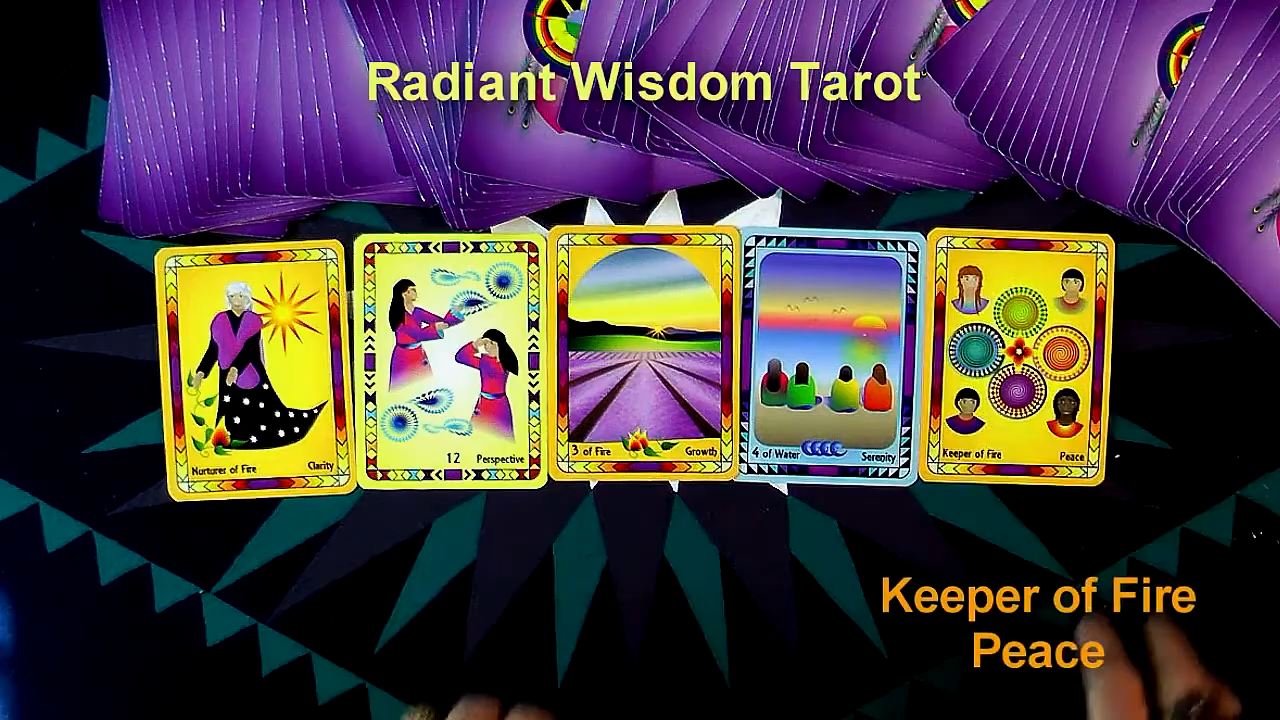 Radiant Wisdom Tarot
Nurturer of Fire Clarity
12 Perspective
3 of Fire Growth
4 of Water Serenity
Keeper of Fire Peace
Keeper of Fire
Peace